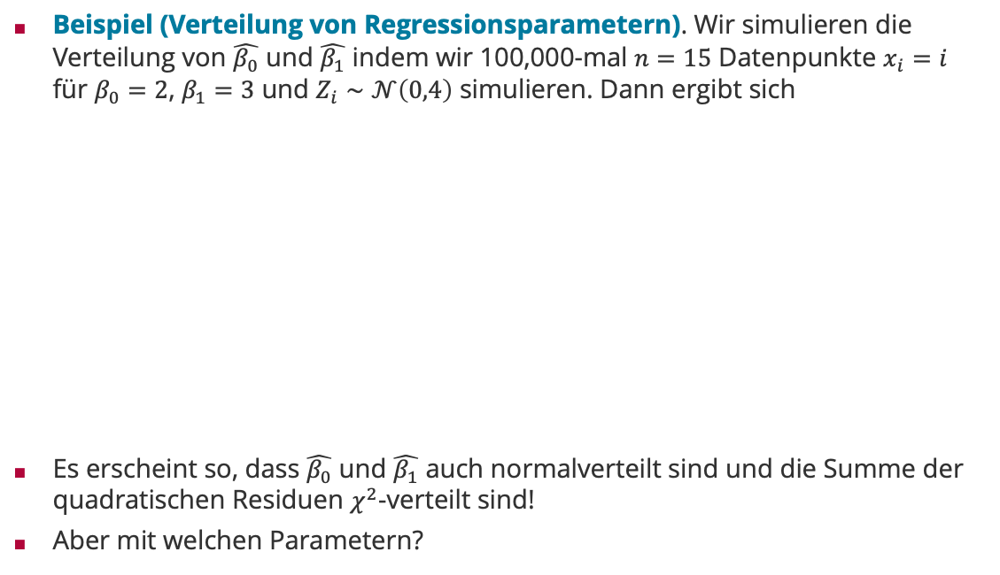 ▪ Beispiel (Verteilung von Regressionsparametern). Wir simulieren die
Verteilung von $\widehat{\beta_0}$ und $\widehat{\beta_1}$ indem wir 100,000-mal $n = 15$ Datenpunkte $x_i = i$
für $\beta_0 = 2, \beta_1 = 3$ und $Z_i \sim \mathcal{N}(0,4)$ simulieren. Dann ergibt sich
▪ Es erscheint so, dass $\widehat{\beta_0}$ und $\widehat{\beta_1}$ auch normalverteilt sind und die Summe der
quadratischen Residuen $\chi^2$-verteilt sind!
▪ Aber mit welchen Parametern?